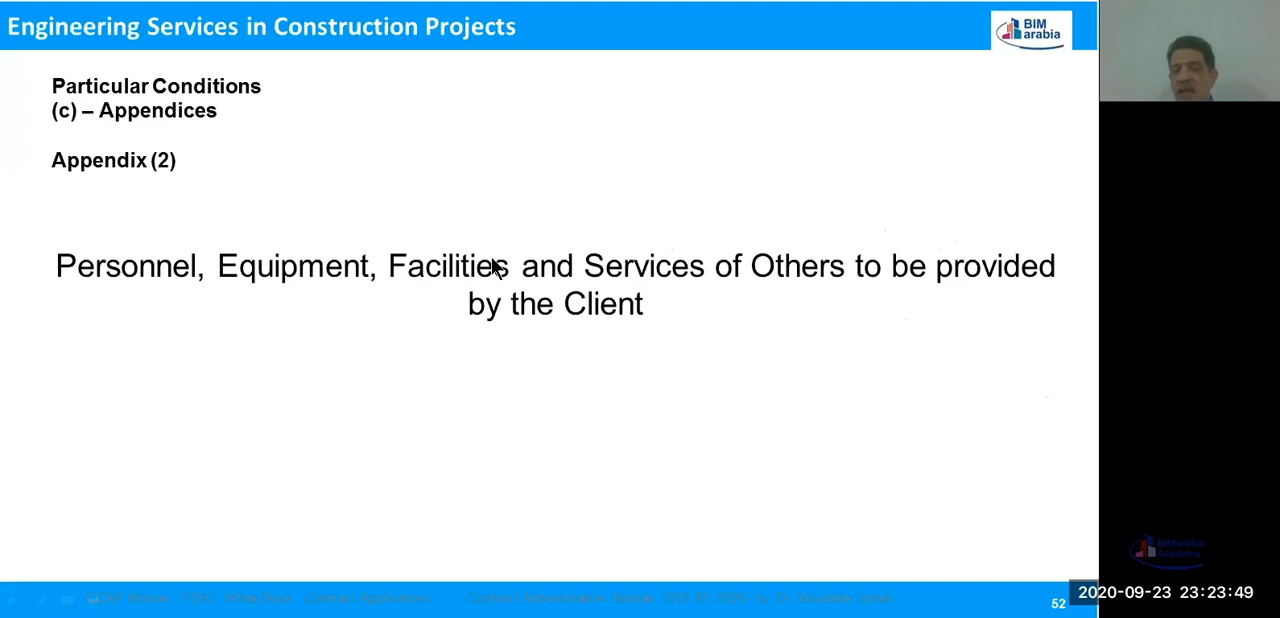 Engineering Services in Construction Projects
BIM
arabia
Particular Conditions
(c) – Appendices
Appendix (2)
Personnel, Equipment, Facilities and Services of Others to be provided
by the Client
BIMarabia
Academy
2020-09-23 23:23:49
52